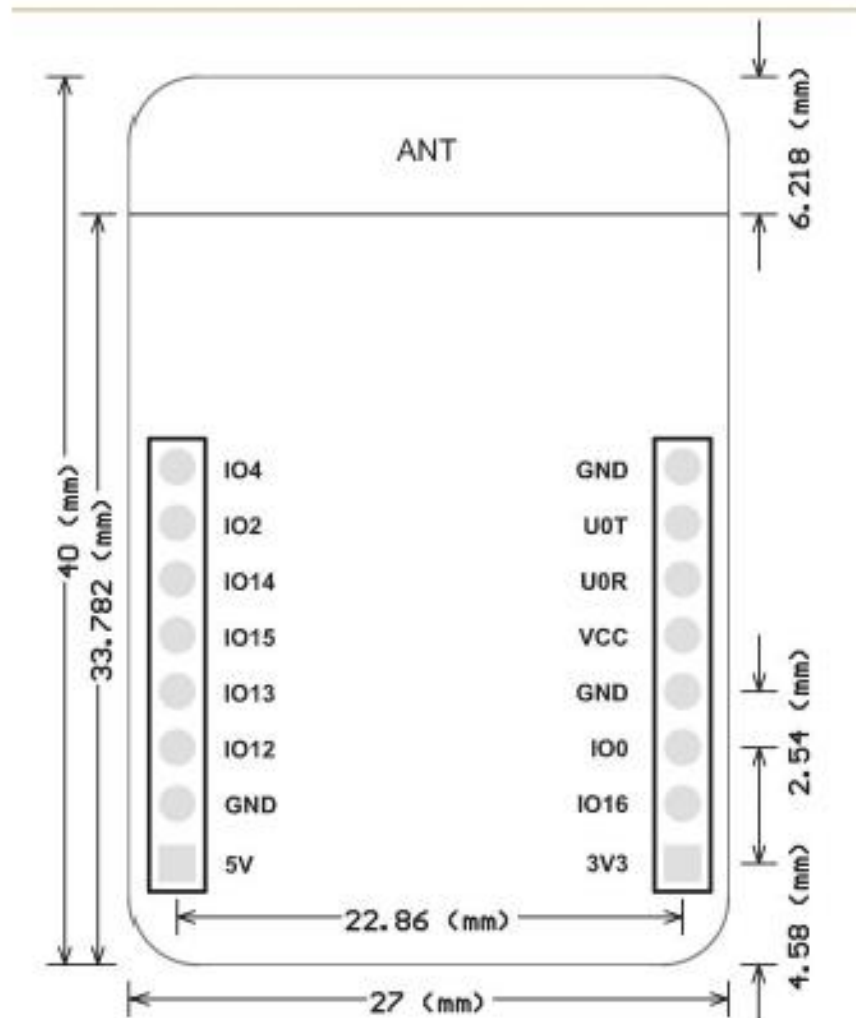 ANT
6.218 (mm)
40 (mm)
33.782 (mm)
IO4 GND
IO2 U0T
IO14 U0R
IO15 VCC
IO13 GND
IO12 IO0
GND IO16
5V 3V3
2.54 (mm)
4.58 (mm)
22.86 (mm)
27 (mm)